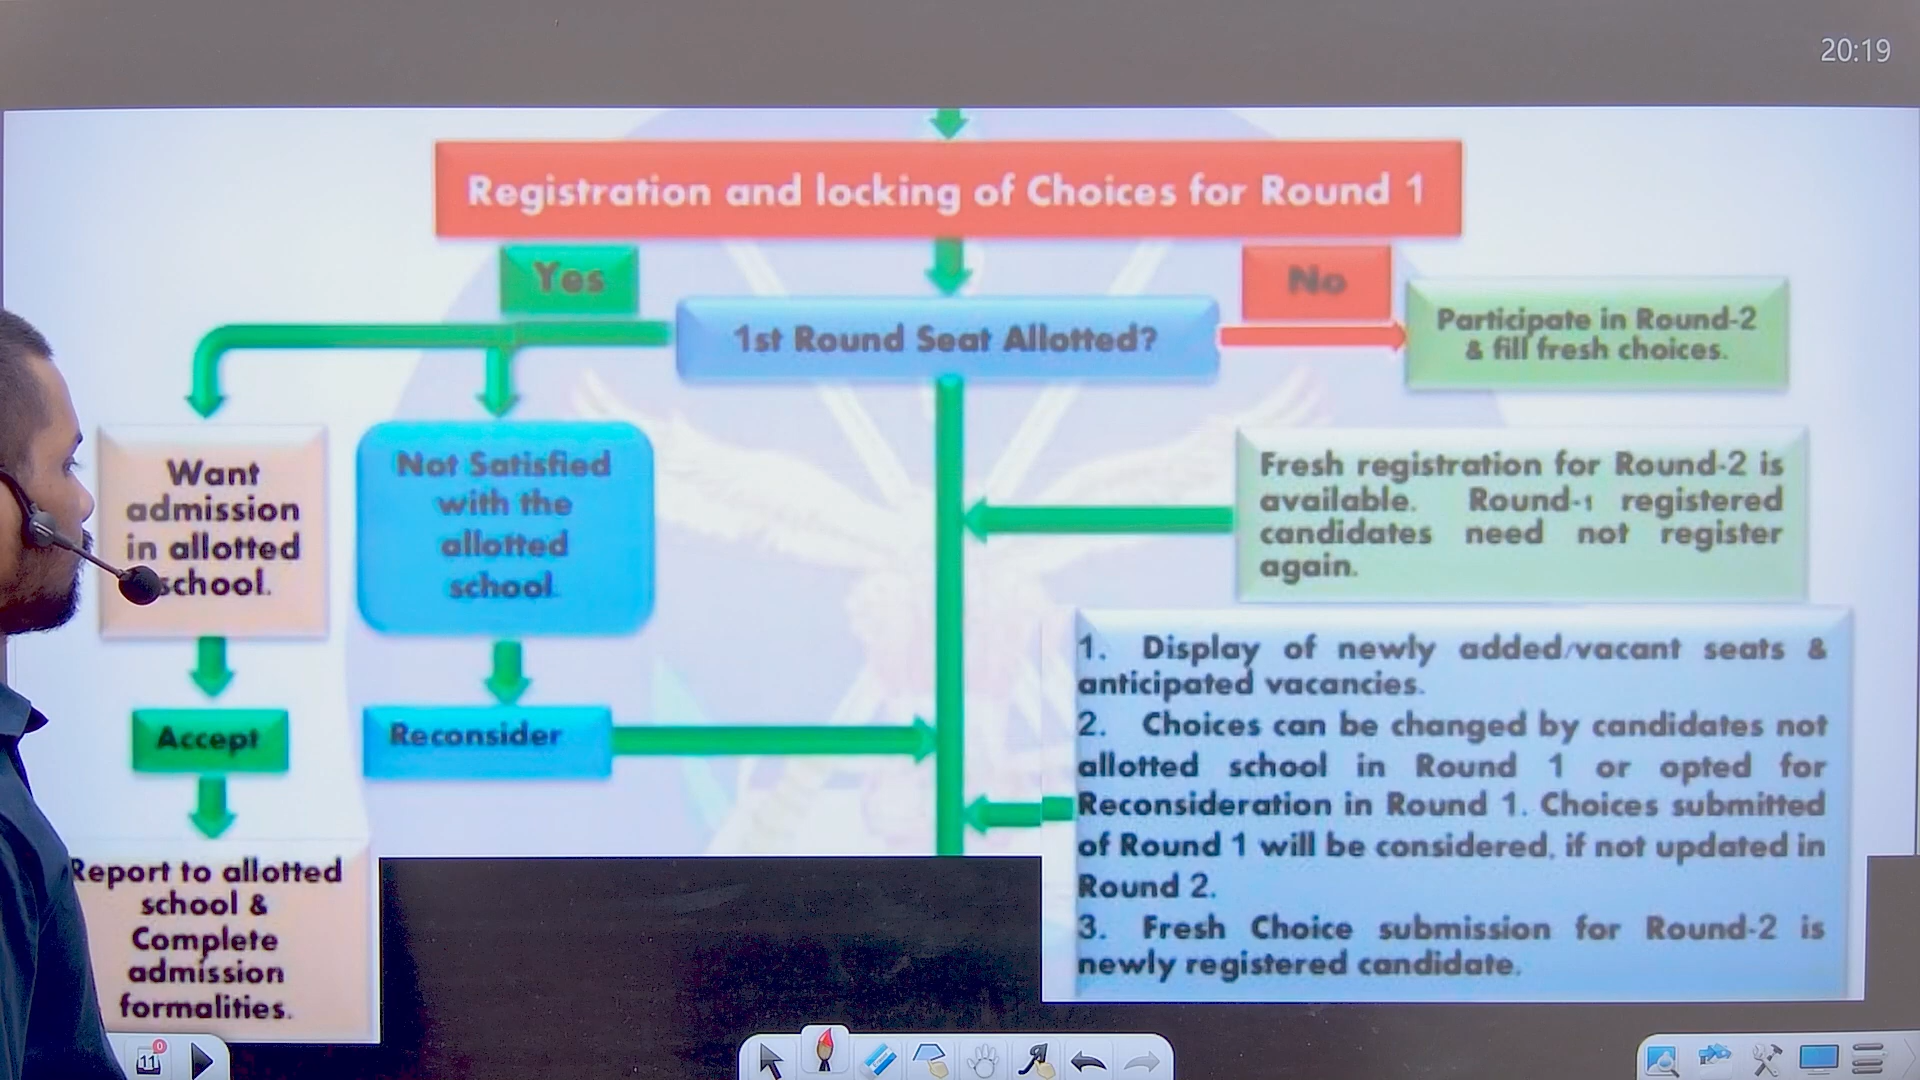 20:19
Registration and locking of Choices for Round 1
Yes
No
1st Round Seat Allotted?
Participate in Round-2
& fill fresh choices.
Want
admission
in allotted
school.
Not Satisfied
with the
allotted
school.
Fresh registration for Round-2 is
available. Round-1 registered
candidates need not register
again.
Accept
Reconsider
1. Display of newly added/vacant seats &
anticipated vacancies.
2. Choices can be changed by candidates not
allotted school in Round 1 or opted for
Reconsideration in Round 1. Choices submitted
of Round 1 will be considered, if not updated in
Round 2.
3. Fresh Choice submission for Round-2 is
newly registered candidate.
Report to allotted
school &
Complete
admission
formalities.
11
0